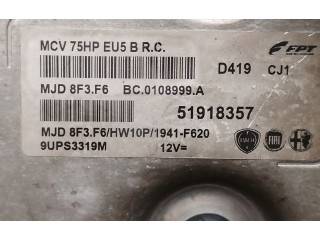 MCV 75HP EU5 B R.C.
FPT
D419 CJ1
MJD 8F3.F6 BC.0108999.A
51918357
MJD 8F3.F6/HW10P/1941-F620
FIAT
9UPS3319M 12V=